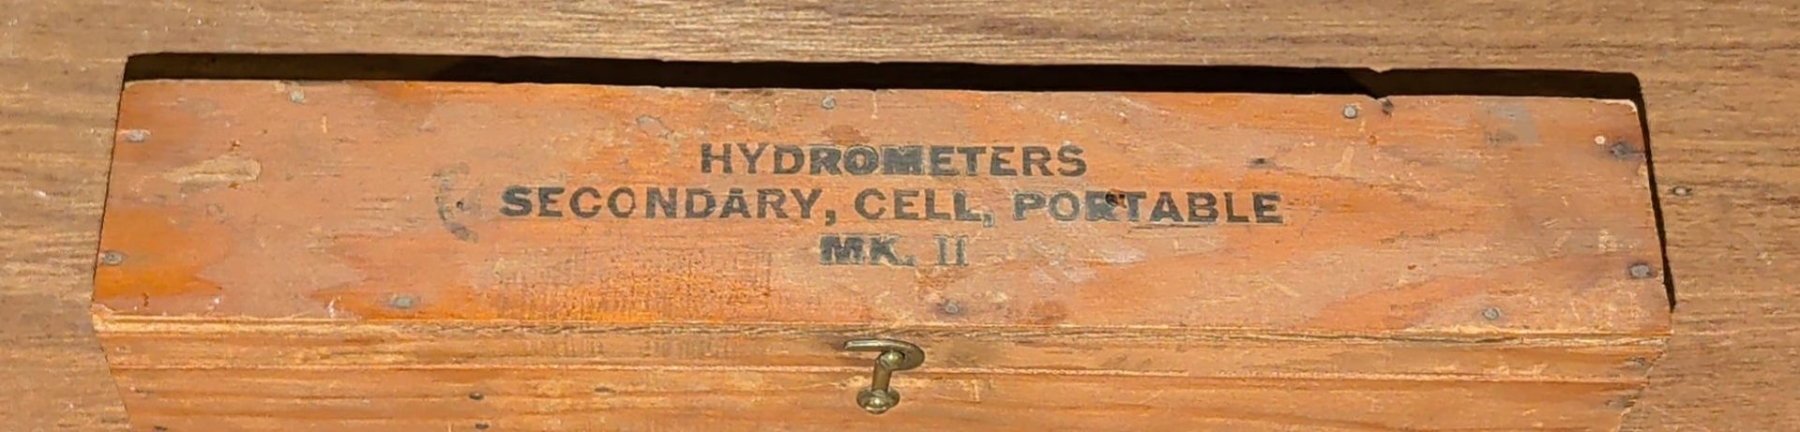 HYDROMETERS
SECONDARY, CELL, PORTABLE
MK. II